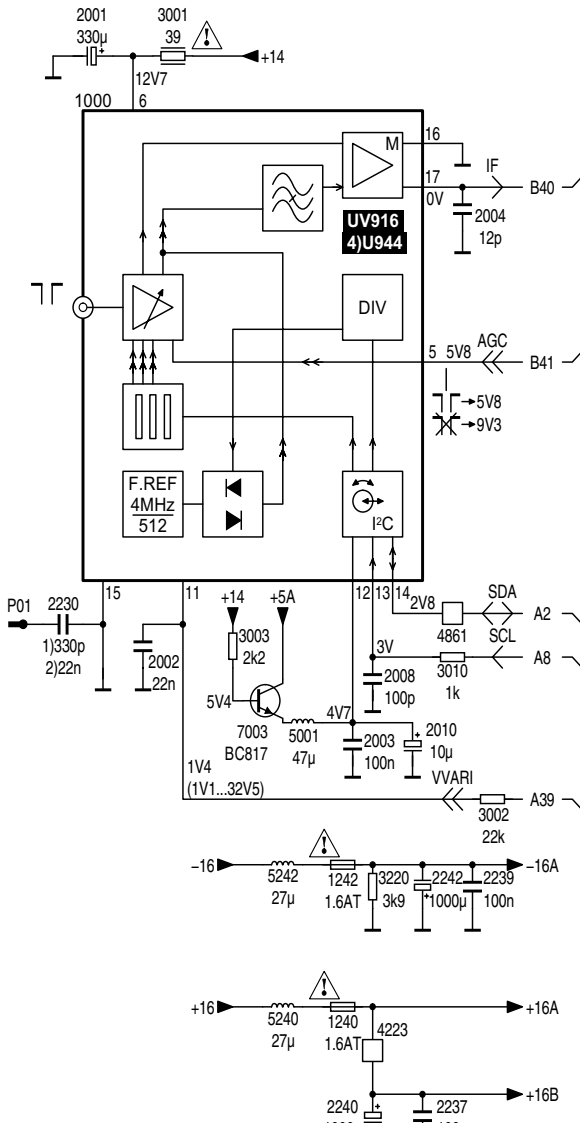 2001
330µ
3001
39
+14
12V7
1000
6
M
16
IF
17
0V
B40
UV916
4)U944
2004
12p
DIV
AGC
5
5V8
B41
5V8
9V3
F.REF
4MHz
512
I²C
15
11
12
13
14
P01
2230
1)330p
2)22n
+14
+5A
2V8
SDA
4861
A2
2002
22n
3003
2k2
3V
SCL
3010
1k
A8
2008
100p
5V4
7003
BC817
5001
47µ
4V7
2003
100n
2010
10µ
1V4
(1V1...32V5)
VVARI
3002
22k
A39
-16
5242
27µ
1242
1.6AT
3220
3k9
2242
1000µ
2239
100n
-16A
+16
5240
27µ
1240
1.6AT
4223
+16A
+16B
2240
2237